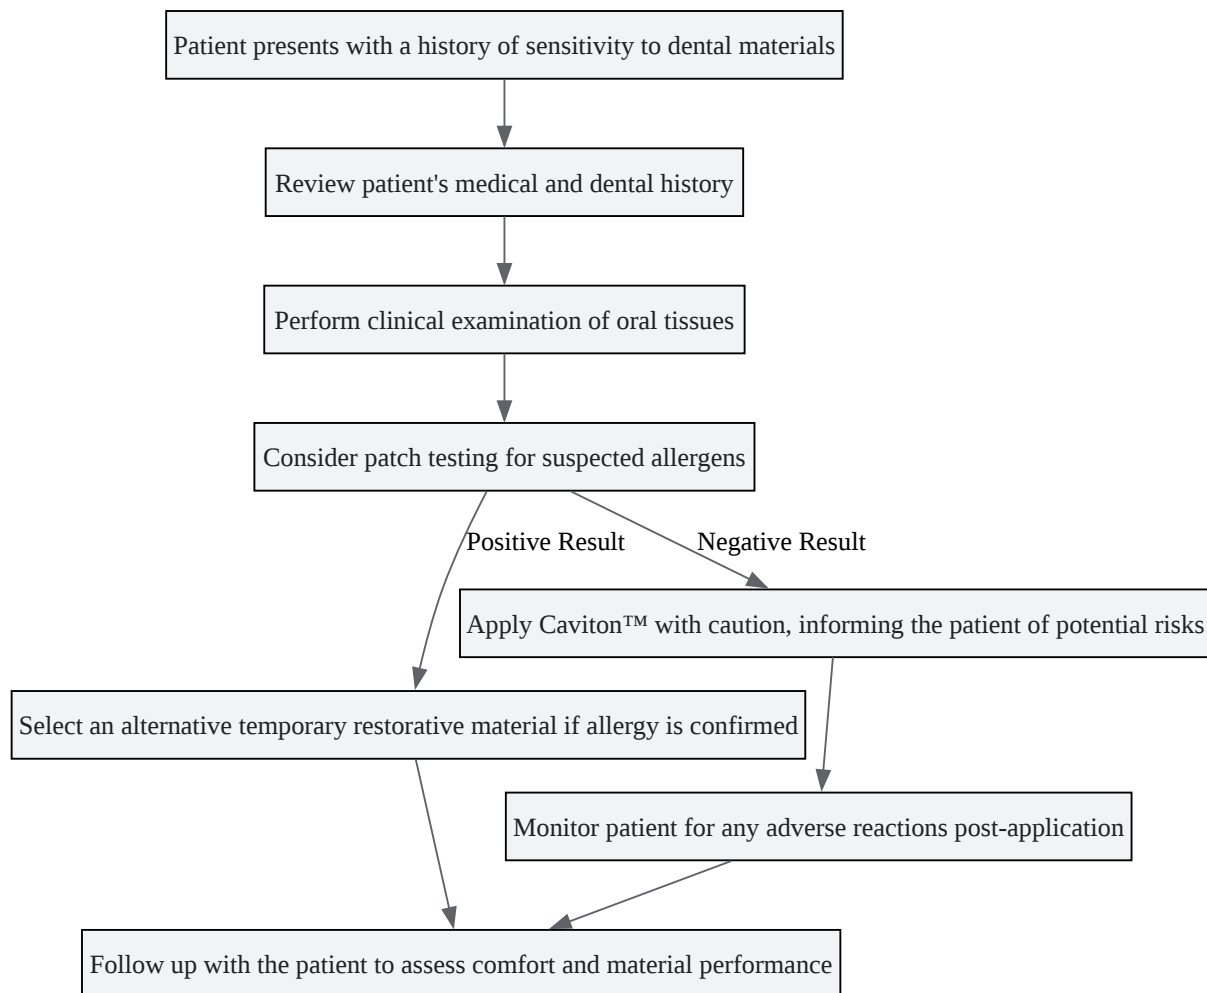 Patient presents with a history of sensitivity to dental materials
Review patient's medical and dental history
Perform clinical examination of oral tissues
Consider patch testing for suspected allergens
Positive Result
Negative Result
Apply Caviton™ with caution, informing the patient of potential risks
Select an alternative temporary restorative material if allergy is confirmed
Monitor patient for any adverse reactions post-application
Follow up with the patient to assess comfort and material performance